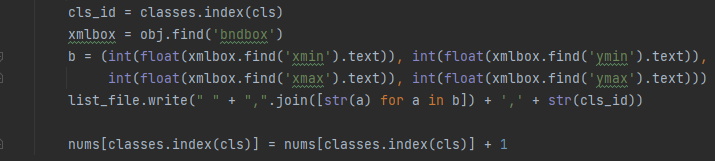 cls_id = classes.index(cls)
xmlbox = obj.find('bndbox')
b = (int(float(xmlbox.find('xmin').text)), int(float(xmlbox.find('ymin').text)),
int(float(xmlbox.find('xmax').text)), int(float(xmlbox.find('ymax').text)))
list_file.write(" " + ",".join([str(a) for a in b]) + ',' + str(cls_id))
nums[classes.index(cls)] = nums[classes.index(cls)] + 1